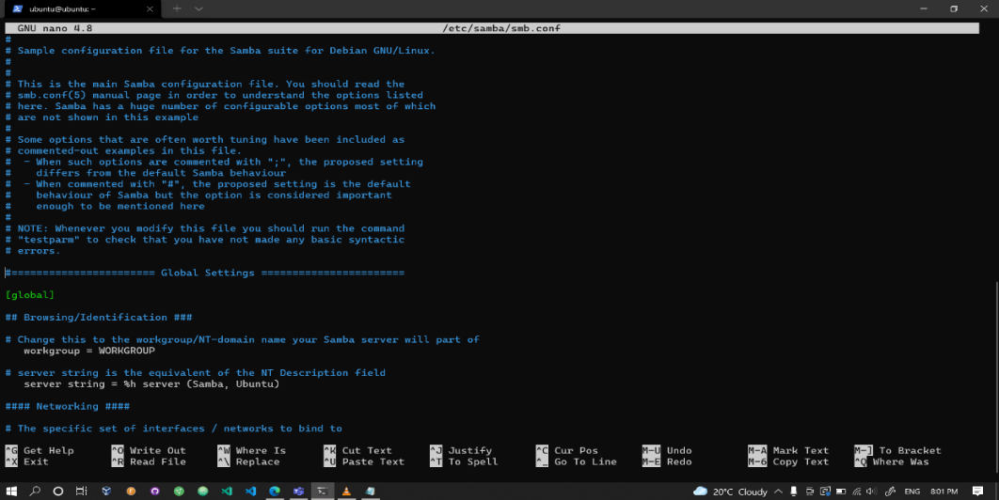 ubuntu@ubuntu: ~
GNU nano 4.8 /etc/samba/smb.conf
#
# Sample configuration file for the Samba suite for Debian GNU/Linux.
#
#
# This is the main Samba configuration file. You should read the
# smb.conf(5) manual page in order to understand the options listed
# here. Samba has a huge number of configurable options most of which
# are not shown in this example
#
# Some options that are often worth tuning have been included as
# commented-out examples in this file.
#  - When such options are commented with ";", the proposed setting
#    differs from the default Samba behaviour
#  - When commented with "#", the proposed setting is the default
#    behaviour of Samba but the option is considered important
#    enough to be mentioned here
#
# NOTE: Whenever you modify this file you should run the command
# "testparm" to check that you have not made any basic syntactic
# errors.
#======================= Global Settings =======================
[global]
## Browsing/Identification ###
# Change this to the workgroup/NT-domain name your Samba server will part of
   workgroup = WORKGROUP
# server string is the equivalent of the NT Description field
   server string = %h server (Samba, Ubuntu)
#### Networking ####
# The specific set of interfaces / networks to bind to
^G Get Help ^O Write Out ^W Where Is ^K Cut Text ^J Justify ^C Cur Pos M-U Undo M-A Mark Text M-] To Bracket
^X Exit ^R Read File ^\ Replace ^U Paste Text ^T To Spell ^_ Go To Line M-E Redo M-6 Copy Text ^Q Where Was
20°C Cloudy ENG 8:01 PM